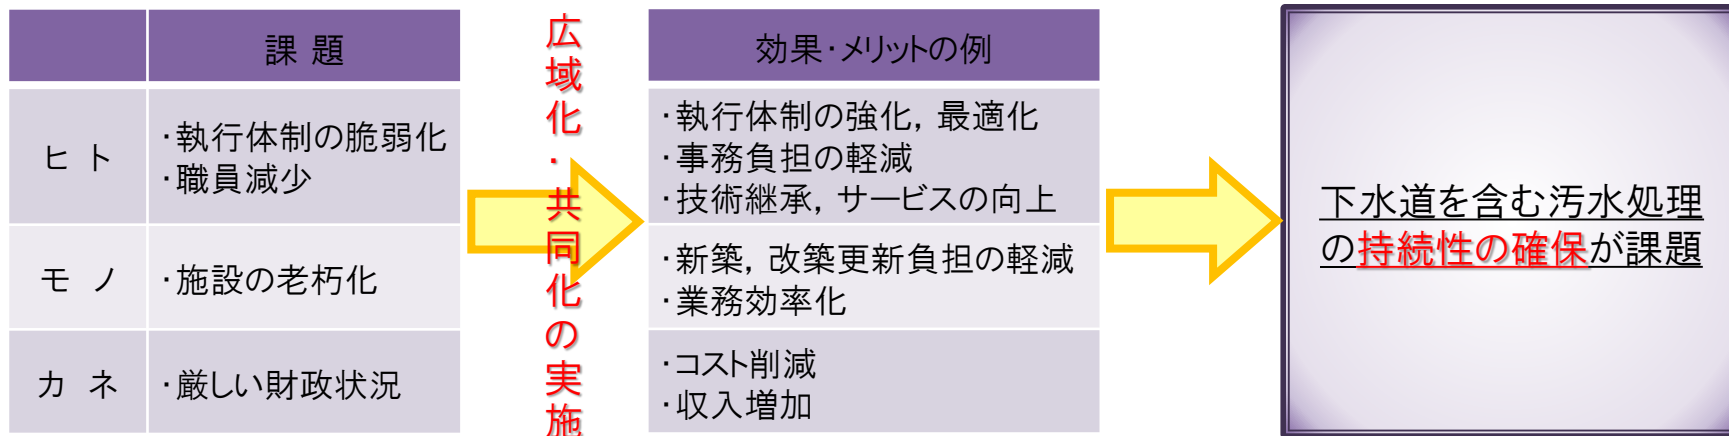 課 題
ヒ ト
・執行体制の脆弱化
・職員減少
モ ノ
・施設の老朽化
カ ネ
・厳しい財政状況
広域化・共同化の実施
効果・メリットの例
・執行体制の強化, 最適化
・事務負担の軽減
・技術継承, サービスの向上
・新築, 改築更新負担の軽減
・業務効率化
・コスト削減
・収入増加
下水道を含む汚水処理
の持続性の確保が課題